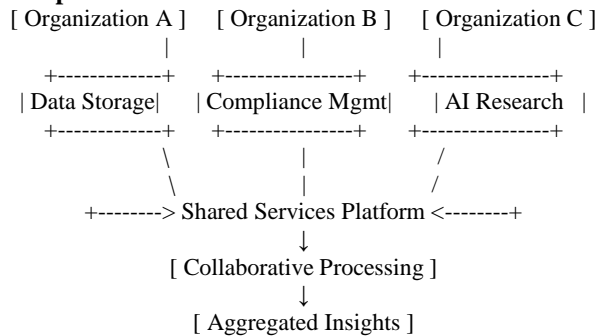 [ Organization A ] [ Organization B ] [ Organization C ]
| | |
+-------------+ +---------------+ +----------------+
| Data Storage| | Compliance Mgmt| | AI Research |
+-------------+ +---------------+ +----------------+
\ | /
\ | /
+--------> Shared Services Platform <--------+
↓
[ Collaborative Processing ]
↓
[ Aggregated Insights ]